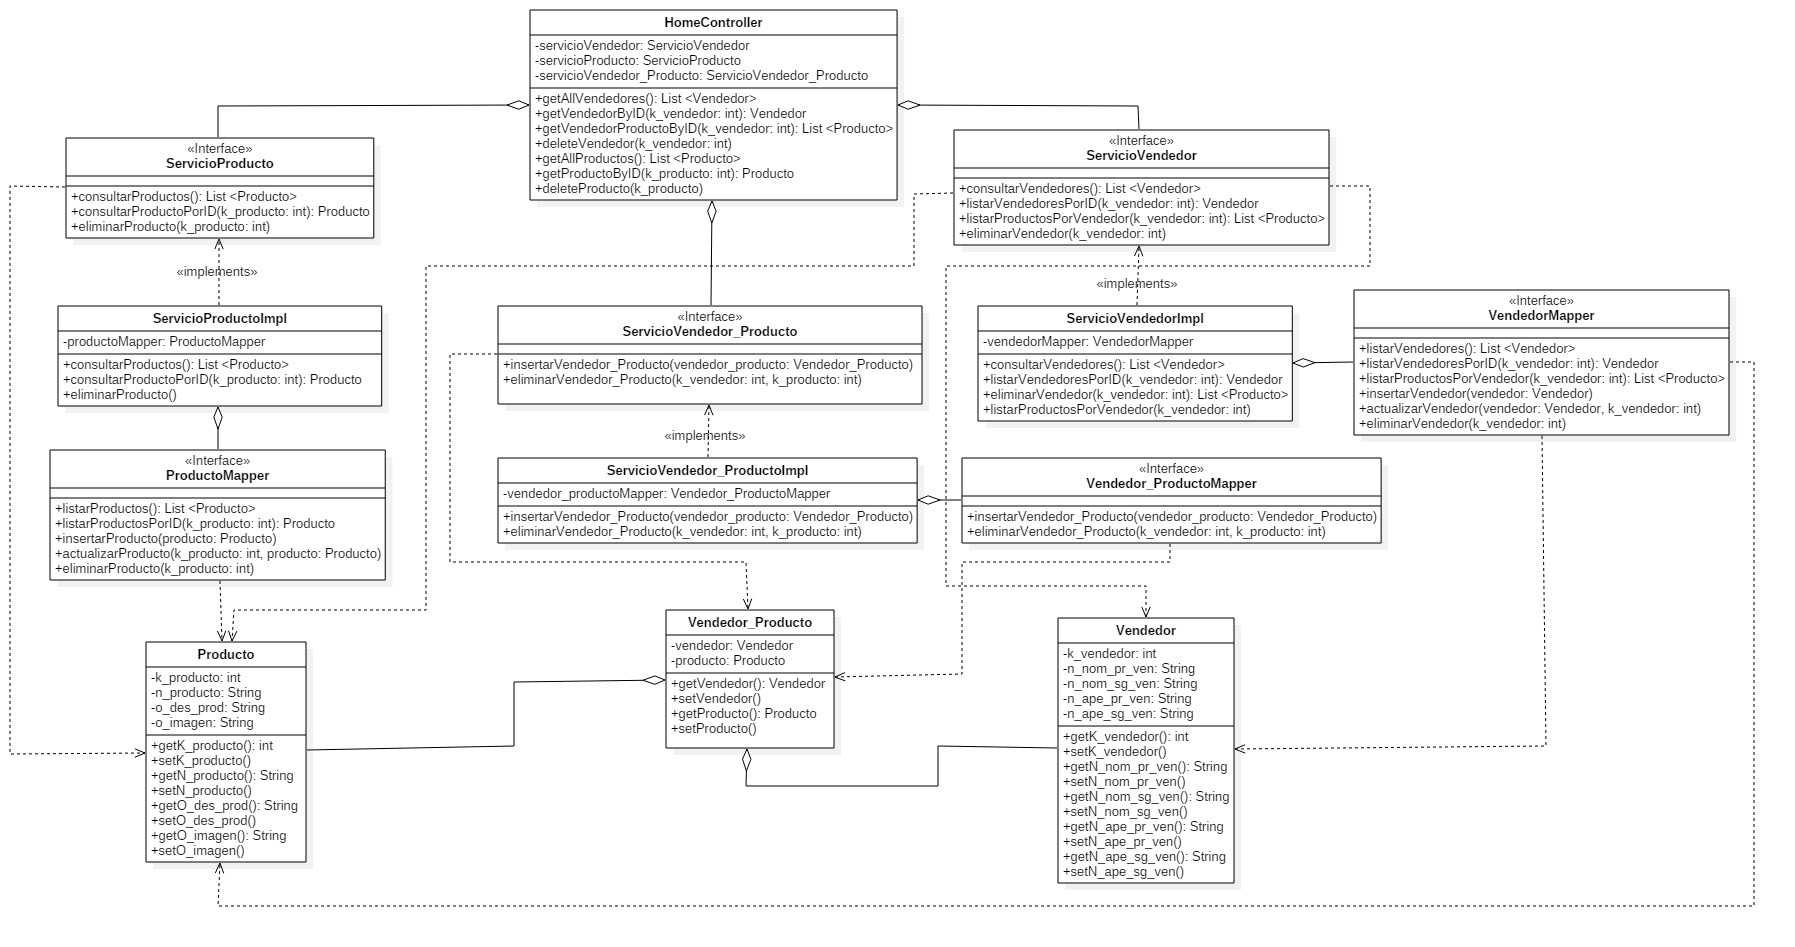 HomeController
-servicioVendedor: ServicioVendedor
-servicioProducto: ServicioProducto
-servicioVendedor_Producto: ServicioVendedor_Producto
+getAllVendedores(): List <Vendedor>
+getVendedorByID(k_vendedor: int): Vendedor
+getVendedorProductoByID(k_vendedor: int): List <Producto>
+deleteVendedor(k_vendedor: int)
+getAllProductos(): List <Producto>
+getProductoByID(k_producto: int): Producto
+deleteProducto(k_producto)
«Interface»
ServicioProducto
+consultarProductos(): List <Producto>
+consultarProductoPorID(k_producto: int): Producto
+eliminarProducto(k_producto: int)
«Interface»
ServicioVendedor
+consultarVendedores(): List <Vendedor>
+listarVendedoresPorID(k_vendedor: int): Vendedor
+listarProductosPorVendedor(k_vendedor: int): List <Producto>
+eliminarVendedor(k_vendedor: int)
«implements»
«implements»
ServicioProductoImpl
-productoMapper: ProductoMapper
+consultarProductos(): List <Producto>
+consultarProductoPorID(k_producto: int): Producto
+eliminarProducto()
«Interface»
ServicioVendedor_Producto
+insertarVendedor_Producto(vendedor_producto: Vendedor_Producto)
+eliminarVendedor_Producto(k_vendedor: int, k_producto: int)
ServicioVendedorImpl
-vendedorMapper: VendedorMapper
+consultarVendedores(): List <Vendedor>
+listarVendedoresPorID(k_vendedor: int): Vendedor
+eliminarVendedor(k_vendedor: int): List <Producto>
+listarProductosPorVendedor(k_vendedor: int)
«Interface»
VendedorMapper
+listarVendedores(): List <Vendedor>
+listarVendedoresPorID(k_vendedor: int): Vendedor
+listarProductosPorVendedor(k_vendedor: int): List <Producto>
+insertarVendedor(vendedor: Vendedor)
+actualizarVendedor(vendedor: Vendedor, k_vendedor: int)
+eliminarVendedor(k_vendedor: int)
«implements»
«Interface»
ProductoMapper
+listarProductos(): List <Producto>
+listarProductosPorID(k_producto: int): Producto
+insertarProducto(producto: Producto)
+actualizarProducto(k_producto: int, producto: Producto)
+eliminarProducto(k_producto: int)
ServicioVendedor_ProductoImpl
-vendedor_productoMapper: Vendedor_ProductoMapper
+insertarVendedor_Producto(vendedor_producto: Vendedor_Producto)
+eliminarVendedor_Producto(k_vendedor: int, k_producto: int)
«Interface»
Vendedor_ProductoMapper
+insertarVendedor_Producto(vendedor_producto: Vendedor_Producto)
+eliminarVendedor_Producto(k_vendedor: int, k_producto: int)
Producto
-k_producto: int
-n_producto: String
-o_des_prod: String
-o_imagen: String
+getK_producto(): int
+setK_producto()
+getN_producto(): String
+setN_producto()
+getO_des_prod(): String
+setO_des_prod()
+getO_imagen(): String
+setO_imagen()
Vendedor_Producto
-vendedor: Vendedor
-producto: Producto
+getVendedor(): Vendedor
+setVendedor()
+getProducto(): Producto
+setProducto()
Vendedor
-k_vendedor: int
-n_nom_pr_ven: String
-n_nom_sg_ven: String
-n_ape_pr_ven: String
-n_ape_sg_ven: String
+getK_vendedor(): int
+setK_vendedor()
+getN_nom_pr_ven(): String
+setN_nom_pr_ven()
+getN_nom_sg_ven(): String
+setN_nom_sg_ven()
+getN_ape_pr_ven(): String
+setN_ape_pr_ven()
+getN_ape_sg_ven(): String
+setN_ape_sg_ven()